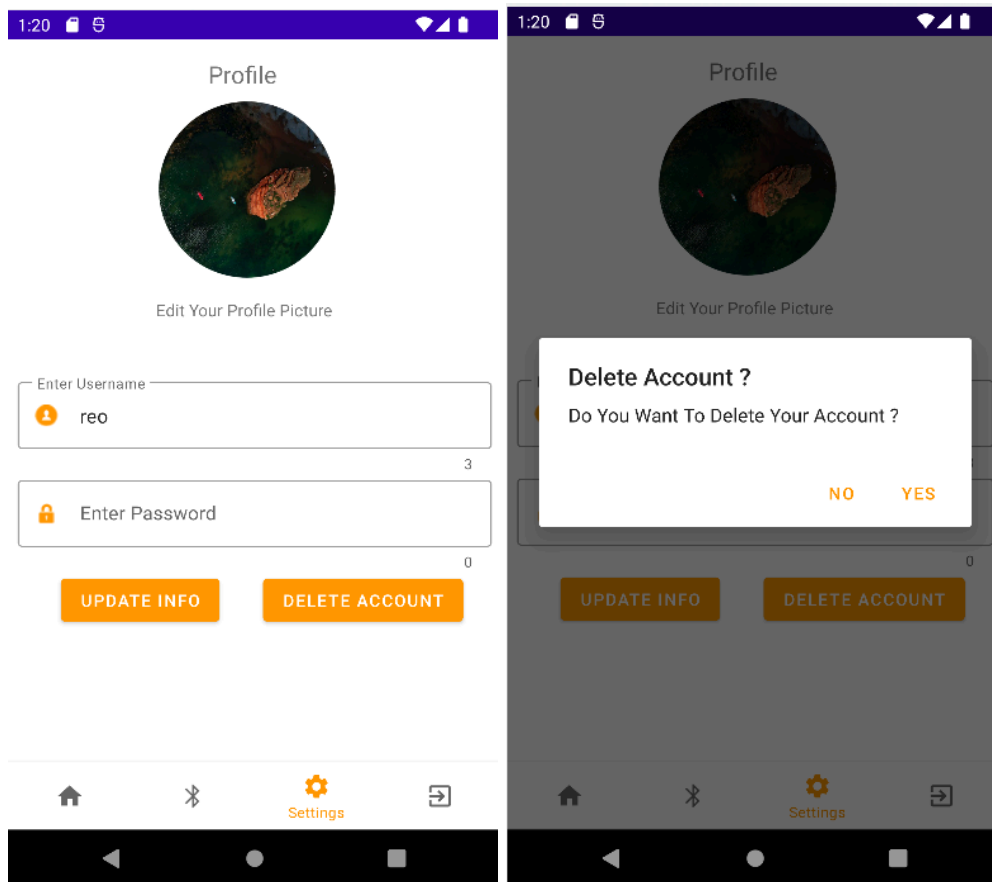 1:20
Profile
Edit Your Profile Picture
Enter Username
reo
3
Enter Password
0
UPDATE INFO DELETE ACCOUNT
Settings
1:20
Profile
Edit Your Profile Picture
Delete Account ?
Do You Want To Delete Your Account ?
NO YES
0
UPDATE INFO DELETE ACCOUNT
Settings